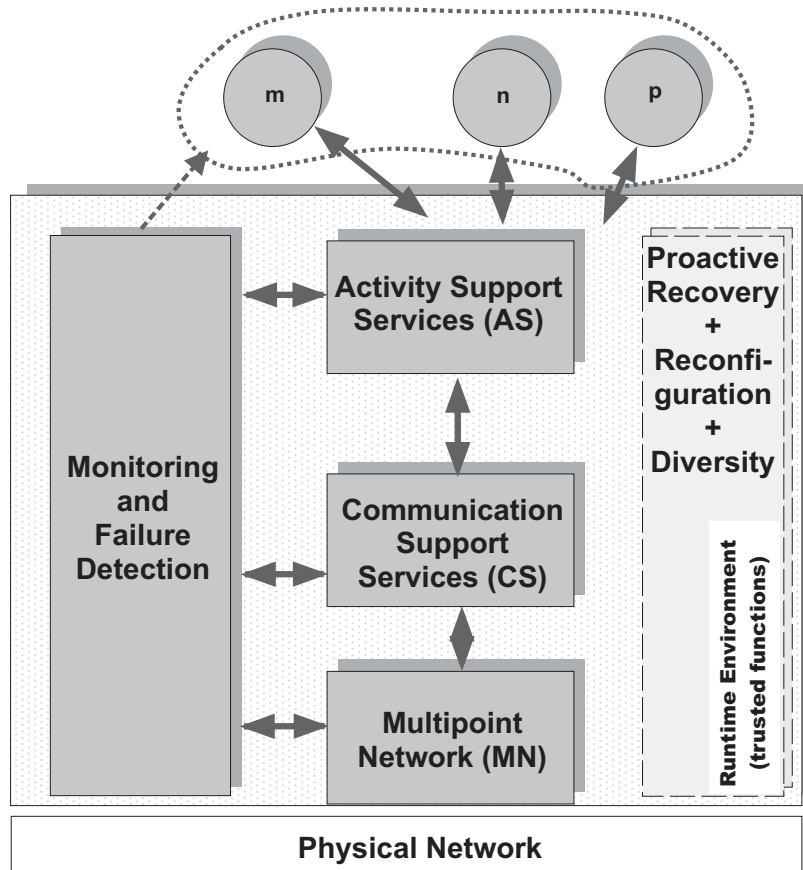 m
n
p
Activity Support
Services (AS)
Proactive
Recovery
+
Reconfi-
guration
+
Diversity
Monitoring
and
Failure
Detection
Communication
Support
Services (CS)
Runtime Environment
(trusted functions)
Multipoint
Network (MN)
Physical Network